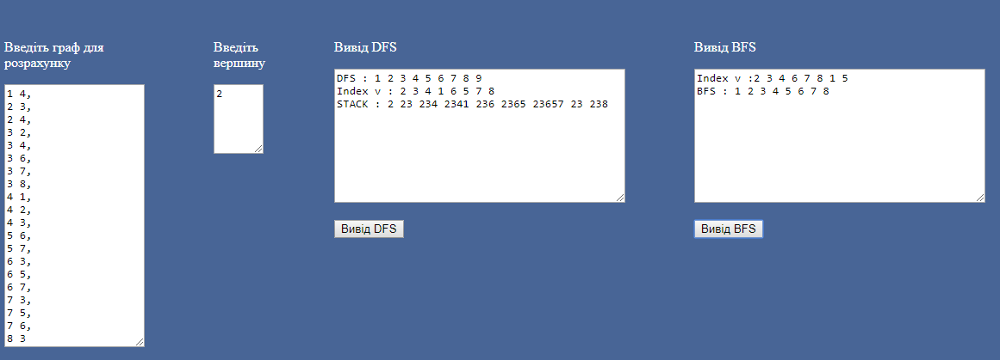 Введіть граф для
розрахунку
1 4,
2 3,
2 4,
3 2,
3 4,
3 6,
3 7,
3 8,
4 1,
4 2,
4 3,
5 6,
5 7,
6 3,
6 5,
6 7,
7 3,
7 5,
7 6,
8 3
Введіть
вершину
2
Вивід DFS
DFS : 1 2 3 4 5 6 7 8 9
Index v : 2 3 4 1 6 5 7 8
STACK : 2 23 234 2341 236 2365 23657 23 238
Вивід DFS
Вивід BFS
Index v :2 3 4 6 7 8 1 5
BFS : 1 2 3 4 5 6 7 8
Вивід BFS